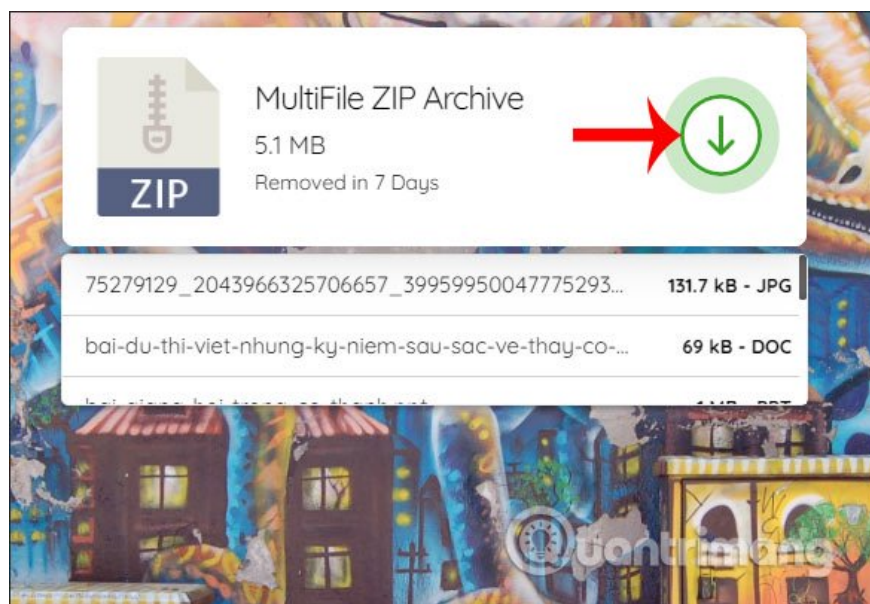 MultiFile ZIP Archive
5.1 MB
Removed in 7 Days
ZIP
75279129_2043966325706657_39959950047775293... 131.7 kB - JPG
bai-du-thi-viet-nhung-ky-niem-sau-sac-ve-thay-co-... 69 kB - DOC
Quantrimang